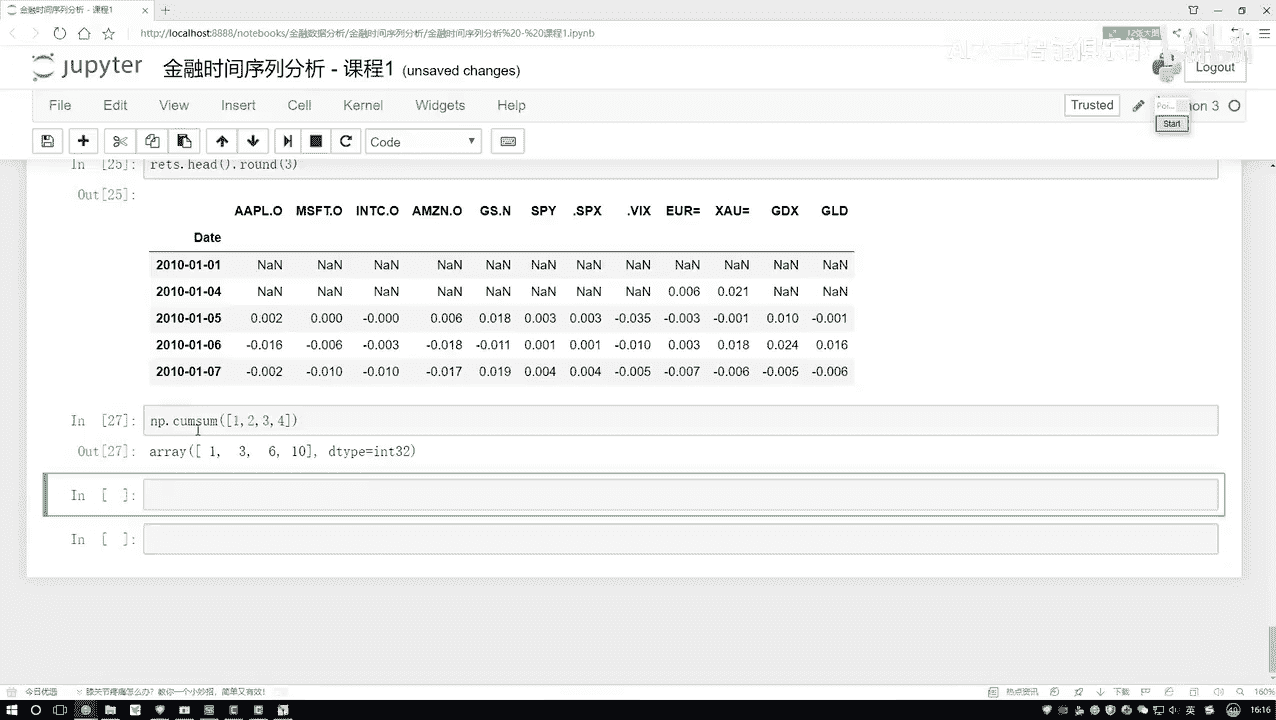 金融时间序列分析 - 课程1
http://localhost:8888/notebooks/金融数据分析/金融时间序列分析/金融时间序列分析%20-%20课程1.ipynb
jupyter 金融时间序列分析 - 课程1 (unsaved changes)
Logout
File Edit View Insert Cell Kernel Widgets Help
Trusted
on 3
Start
Code
In [25]: rets.head().round(3)
Out[25]:
AAPL.O MSFT.O INTC.O AMZN.O GS.N SPY .SPX .VIX EUR= XAU= GDX GLD
Date
2010-01-01 NaN NaN NaN NaN NaN NaN NaN NaN NaN NaN NaN NaN
2010-01-04 NaN NaN NaN NaN NaN NaN NaN NaN 0.006 0.021 NaN NaN
2010-01-05 0.002 0.000 -0.000 0.006 0.018 0.003 0.003 -0.035 -0.003 -0.001 0.010 -0.001
2010-01-06 -0.016 -0.006 -0.003 -0.018 -0.011 0.001 0.001 -0.010 0.003 0.018 0.024 0.016
2010-01-07 -0.002 -0.010 -0.010 -0.017 0.019 0.004 0.004 -0.005 -0.007 -0.006 -0.005 -0.006
In [27]: np.cumsum([1,2,3,4])
Out[27]: array([ 1, 3, 6, 10], dtype=int32)
In [ ]:
In [ ]:
今日优选 膝关节疼痛怎么办？教你一个小妙招，简单又有效！
热点资讯 下载 160%
英 16:16